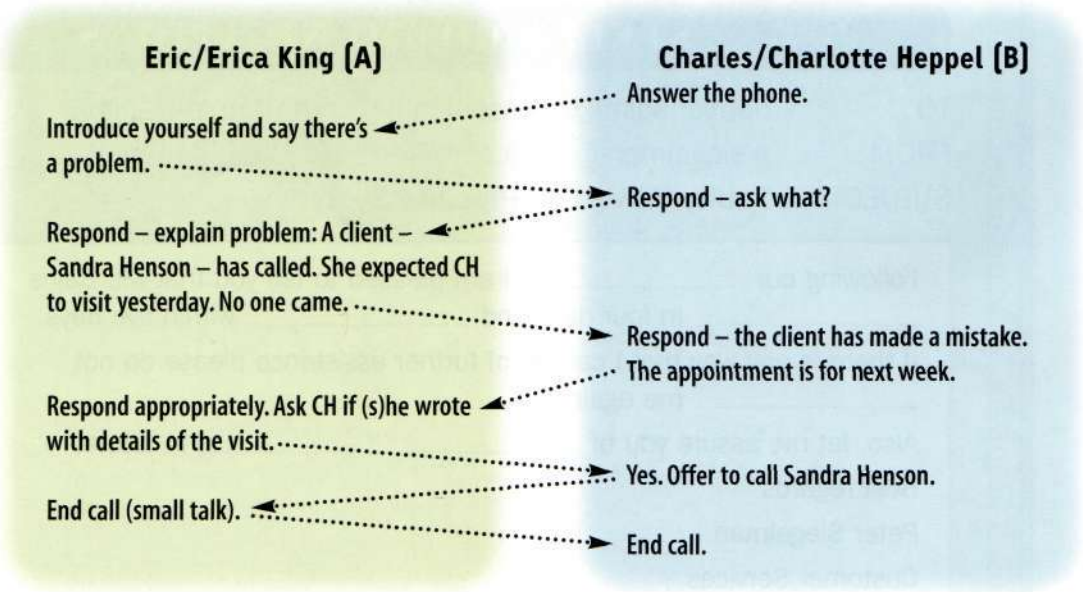 Eric/Erica King (A)
Charles/Charlotte Heppel (B)
Answer the phone.
Introduce yourself and say there's
a problem.
Respond – ask what?
Respond – explain problem: A client –
Sandra Henson – has called. She expected CH
to visit yesterday. No one came.
Respond – the client has made a mistake.
The appointment is for next week.
Respond appropriately. Ask CH if (s)he wrote
with details of the visit.
Yes. Offer to call Sandra Henson.
End call (small talk).
End call.